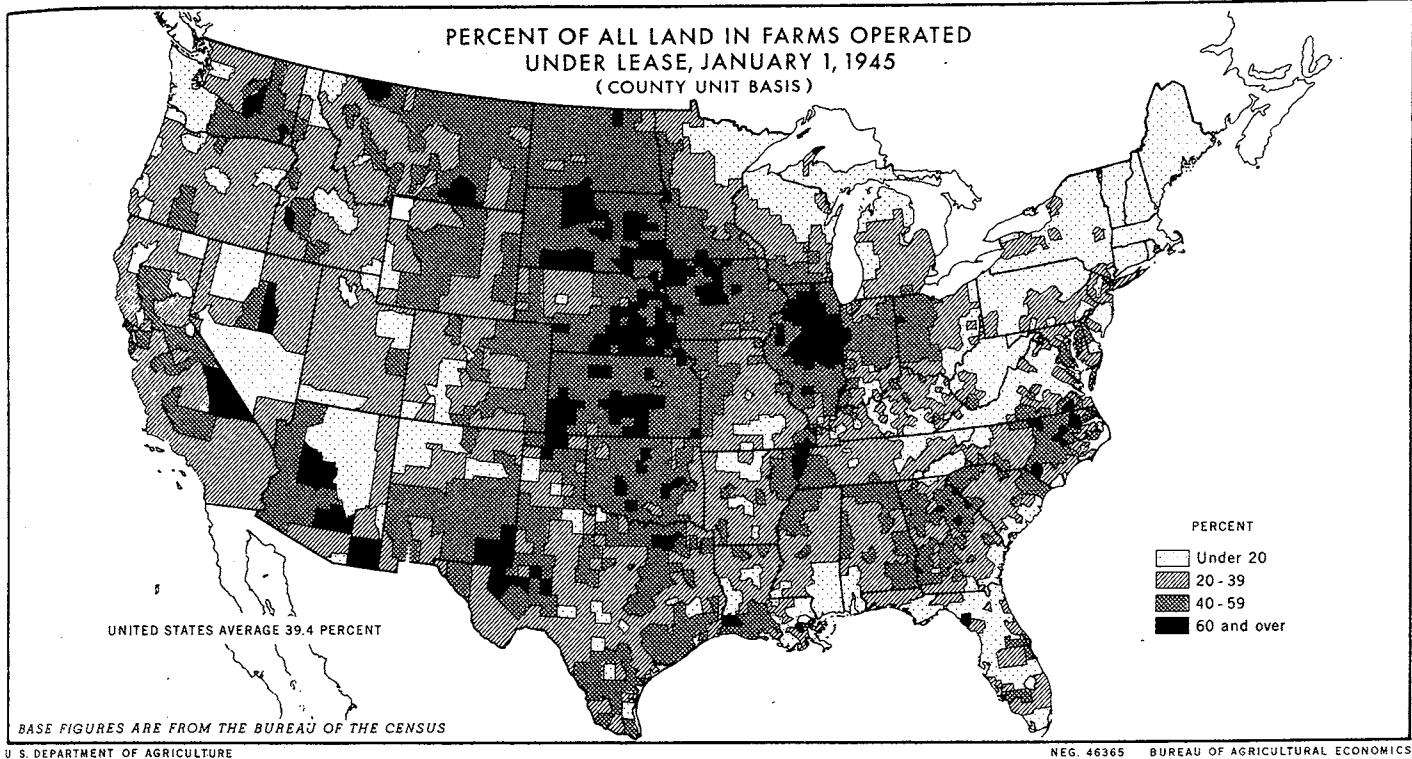 PERCENT OF ALL LAND IN FARMS OPERATED
UNDER LEASE, JANUARY 1, 1945
(COUNTY UNIT BASIS)
PERCENT
Under 20
20 - 39
40 - 59
60 and over
UNITED STATES AVERAGE 39.4 PERCENT
BASE FIGURES ARE FROM THE BUREAU OF THE CENSUS
U. S. DEPARTMENT OF AGRICULTURE
NEG. 46365 BUREAU OF AGRICULTURAL ECONOMICS